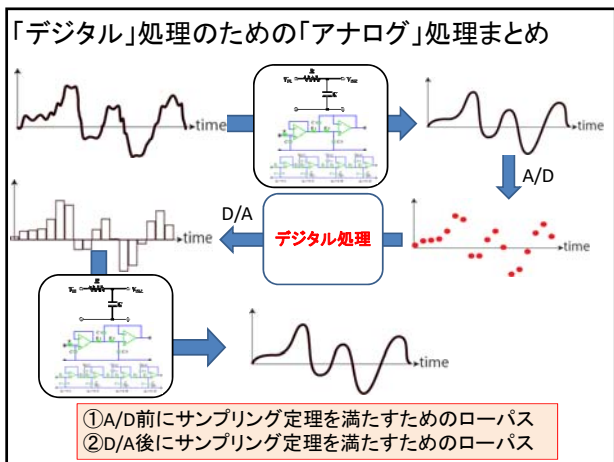 「デジタル」処理のための「アナログ」処理まとめ
time
time
A/D
D/A
time
デジタル処理
time
time
①A/D前にサンプリング定理を満たすためのローパス
②D/A後にサンプリング定理を満たすためのローパス